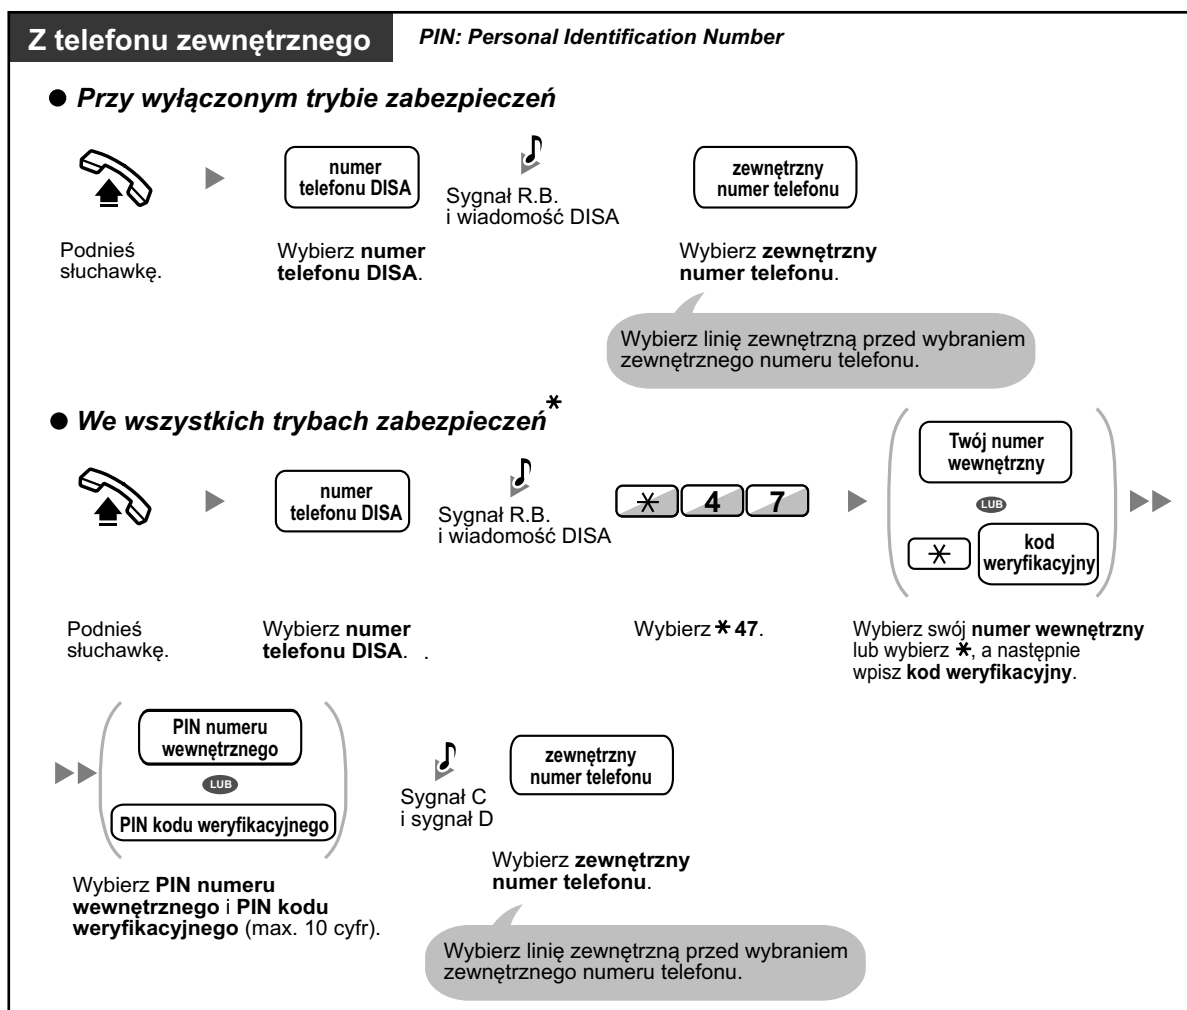 Z telefonu zewnętrznego
PIN: Personal Identification Number
● Przy wyłączonym trybie zabezpieczeń
numer
telefonu DISA
Sygnał R.B.
i wiadomość DISA
zewnętrzny
numer telefonu
Podnieś
słuchawkę.
Wybierz numer
telefonu DISA.
Wybierz zewnętrzny
numer telefonu.
Wybierz linię zewnętrzną przed wybraniem
zewnętrznego numeru telefonu.
● We wszystkich trybach zabezpieczeń*
numer
telefonu DISA
Sygnał R.B.
i wiadomość DISA
* 4 7
Twój numer
wewnętrzny
LUB
* kod
weryfikacyjny
Podnieś
słuchawkę.
Wybierz numer
telefonu DISA. .
Wybierz * 47.
Wybierz swój numer wewnętrzny
lub wybierz *, a następnie
wpisz kod weryfikacyjny.
PIN numeru
wewnętrznego
LUB
PIN kodu weryfikacyjnego
Sygnał C
i sygnał D
zewnętrzny
numer telefonu
Wybierz PIN numeru
wewnętrznego i PIN kodu
weryfikacyjnego (max. 10 cyfr).
Wybierz zewnętrzny
numer telefonu.
Wybierz linię zewnętrzną przed wybraniem
zewnętrznego numeru telefonu.